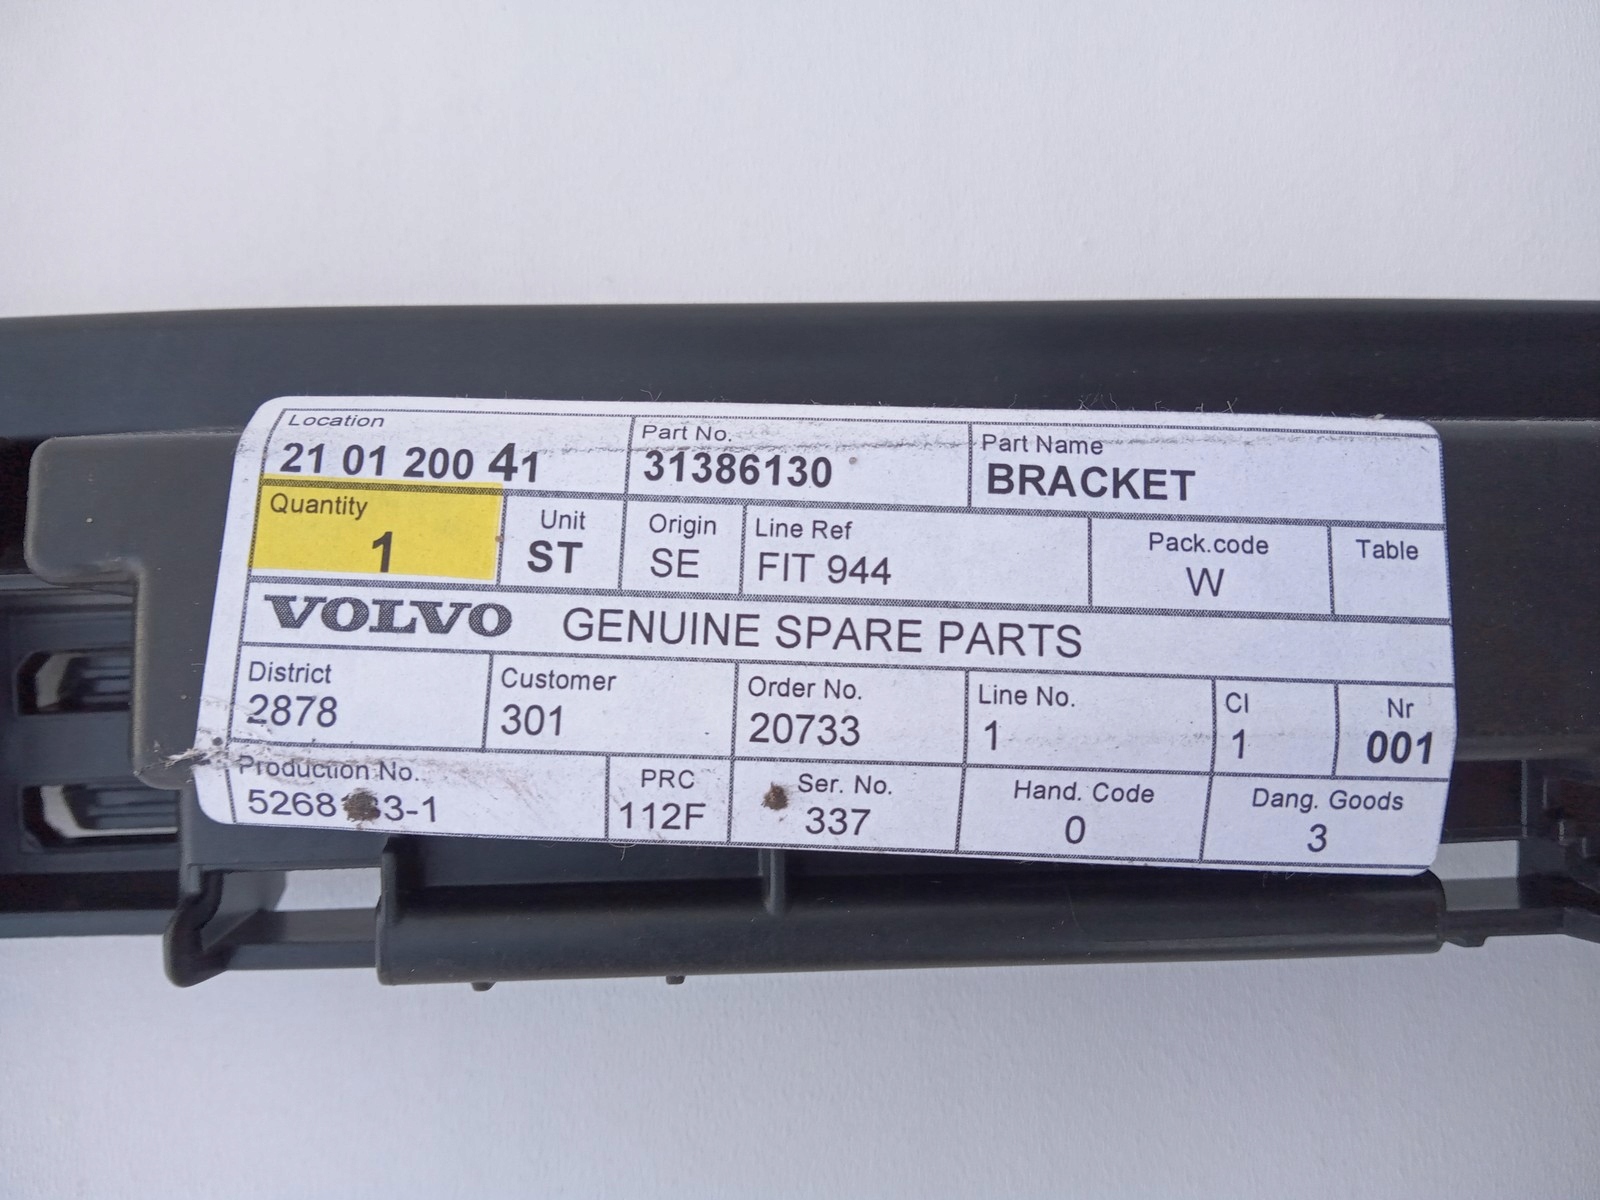 Location Part No. Part Name
21 01 200 41 31386130 BRACKET
Quantity Unit Origin Line Ref Pack.code Table
1 ST SE FIT 944 W
VOLVO GENUINE SPARE PARTS
District Customer Order No. Line No. Cl Nr
2878 301 20733 1 1 001
Production No. PRC Ser. No. Hand. Code Dang. Goods
112F 337 0 3